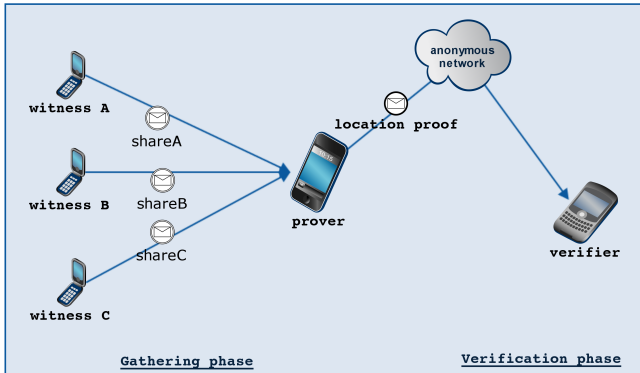 anonymous
network
witness A
shareA
location proof
witness B
shareB
prover
shareC
verifier
witness C
Gathering phase
Verification phase